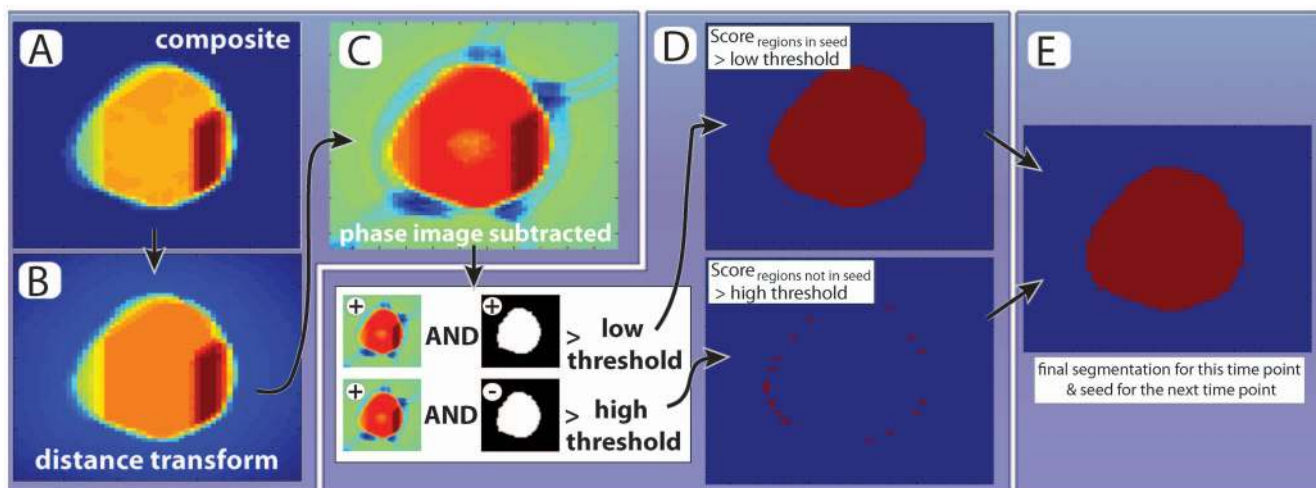 A
composite
B
distance transform
C
phase image subtracted
+ AND + > low
threshold
+ AND - > high
threshold
D
Score regions in seed
> low threshold
Score regions not in seed
> high threshold
E
final segmentation for this time point
& seed for the next time point